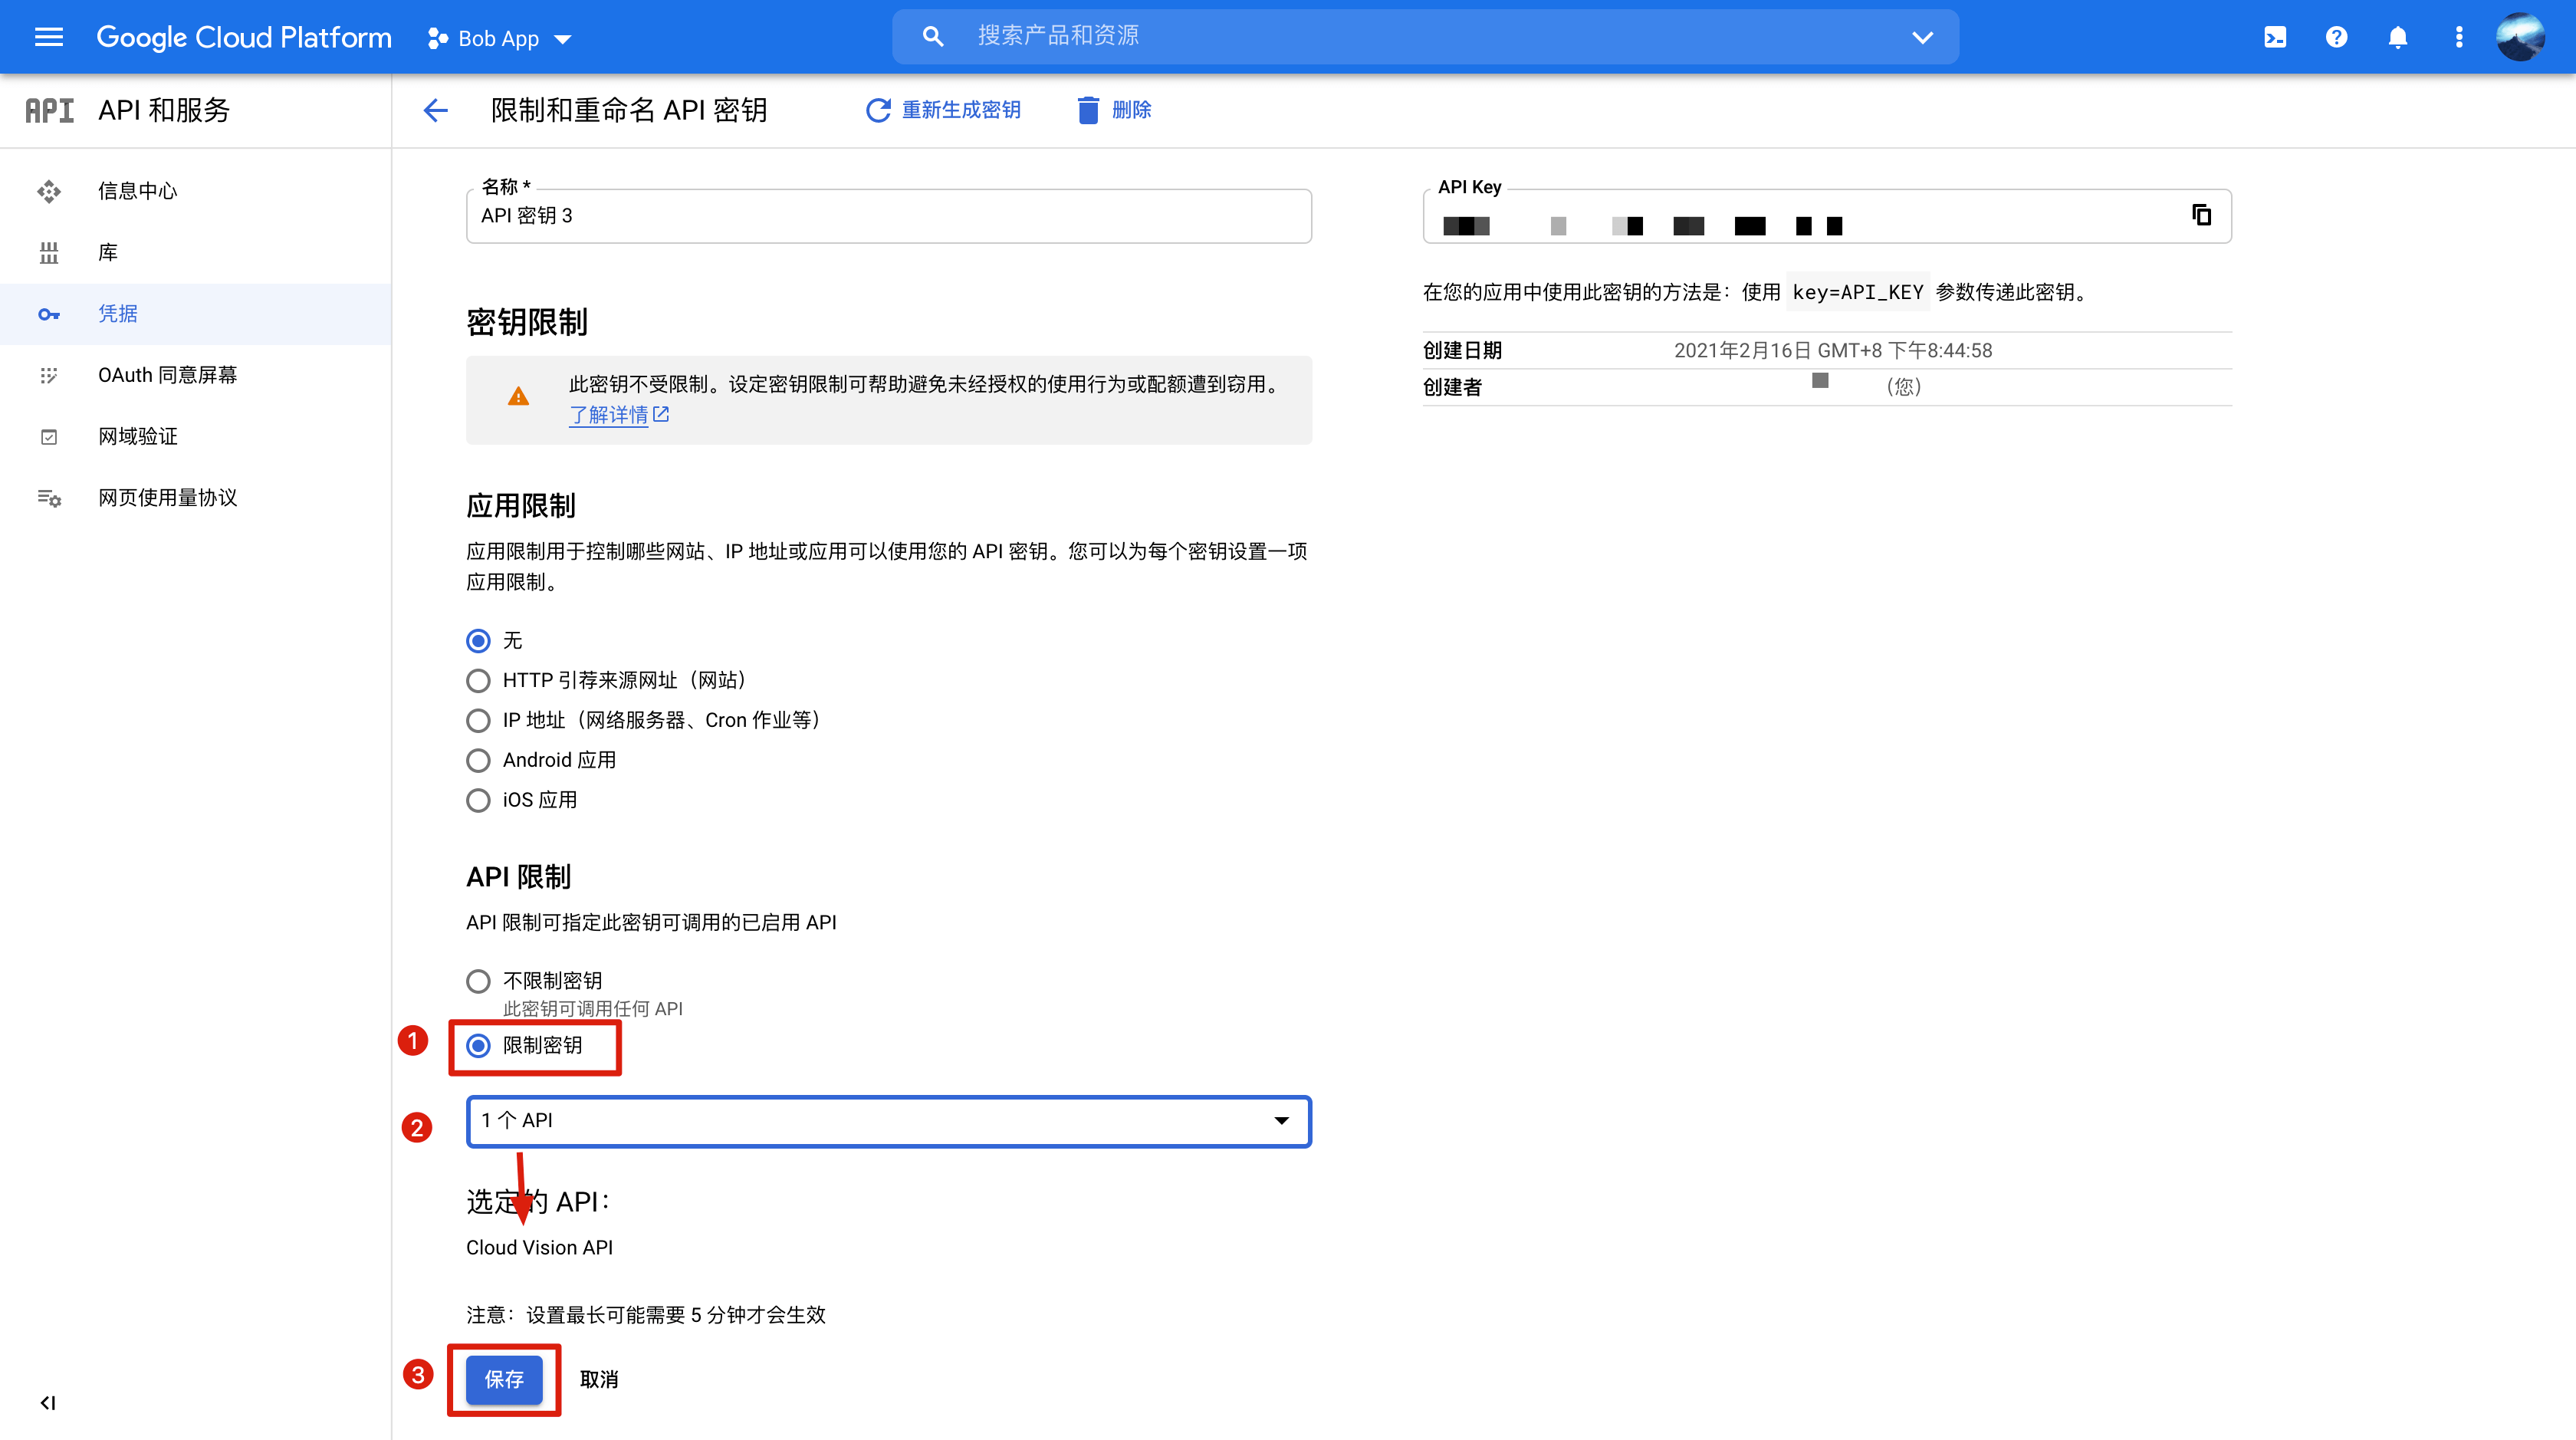 Google Cloud Platform
Bob App
搜索产品和资源
API
API 和服务
限制和重命名 API 密钥
重新生成密钥
删除
信息中心
库
凭据
OAuth 同意屏幕
网域验证
网页使用量协议
名称 *
API 密钥 3
密钥限制
此密钥不受限制。设定密钥限制可帮助避免未经授权的使用行为或配额遭到窃用。
了解详情
应用限制
应用限制用于控制哪些网站、IP 地址或应用可以使用您的 API 密钥。您可以为每个密钥设置一项
应用限制。
无
HTTP 引荐来源网址（网站）
IP 地址（网络服务器、Cron 作业等）
Android 应用
iOS 应用
API 限制
API 限制可指定此密钥可调用的已启用 API
不限制密钥
此密钥可调用任何 API
1
限制密钥
2
1 个 API
选定的 API：
Cloud Vision API
注意：设置最长可能需要 5 分钟才会生效
3
保存
取消
API Key
在您的应用中使用此密钥的方法是：使用 key=API_KEY 参数传递此密钥。
创建日期 2021年2月16日 GMT+8 下午8:44:58
创建者 （您）